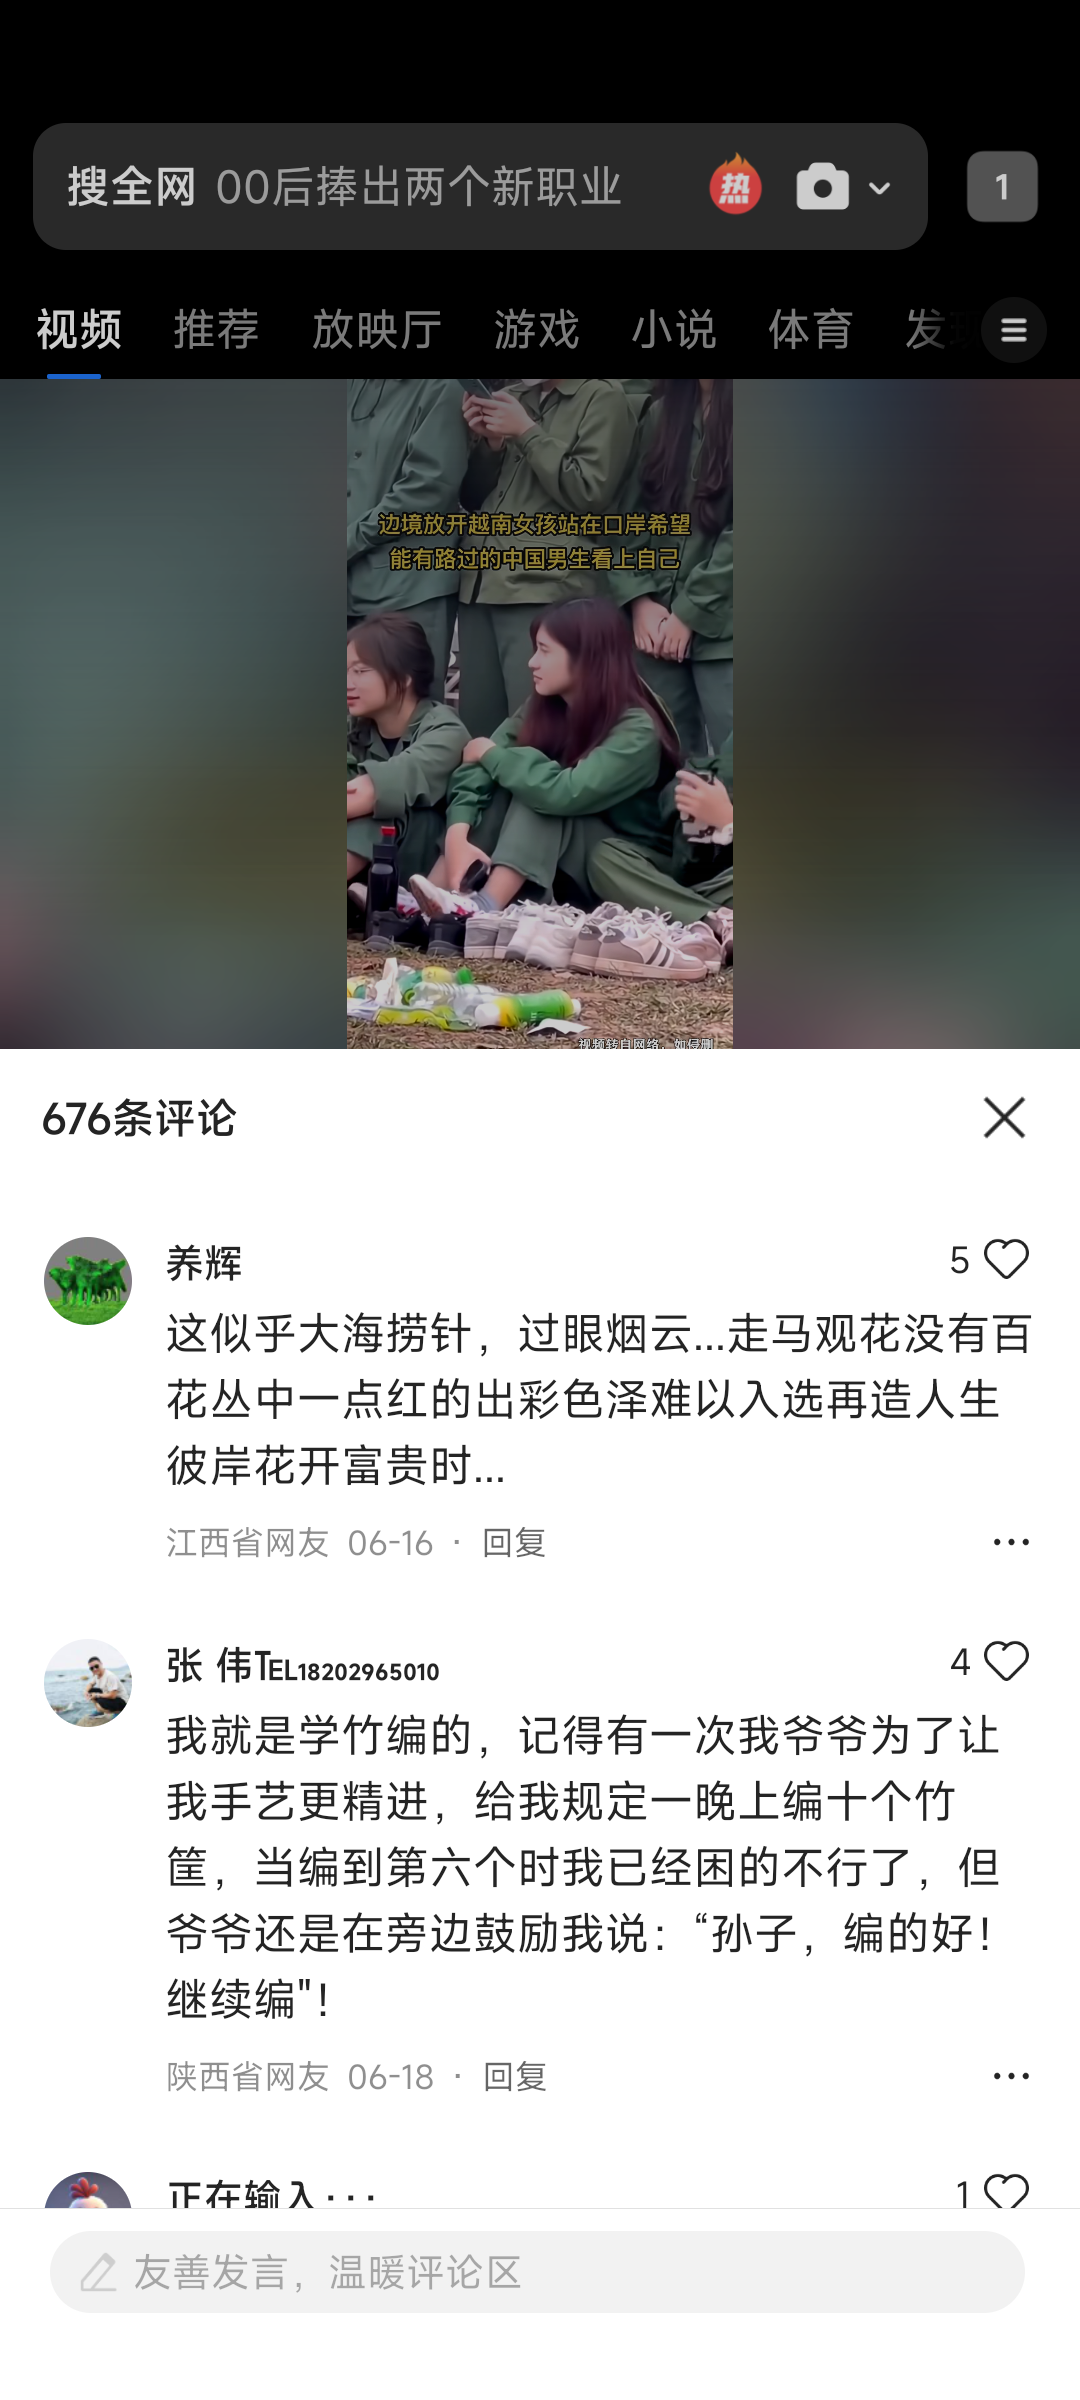 搜全网 00后捧出两个新职业 热 1
视频 推荐 放映厅 游戏 小说 体育 发现
边境放开越南女孩站在口岸希望
能有路过的中国男生看上自己
视频转自网络，如侵删
676条评论
养辉 5
这似乎大海捞针，过眼烟云...走马观花没有百
花丛中一点红的出彩色泽难以入选再造人生
彼岸花开富贵时...
江西省网友 06-16 · 回复
张 伟℡18202965010 4
我就是学竹编的，记得有一次我爷爷为了让
我手艺更精进，给我规定一晚上编十个竹
筐，当编到第六个时我已经困的不行了，但
爷爷还是在旁边鼓励我说：“孙子，编的好！
继续编"！
陕西省网友 06-18 · 回复
正在输入··· 1
友善发言，温暖评论区